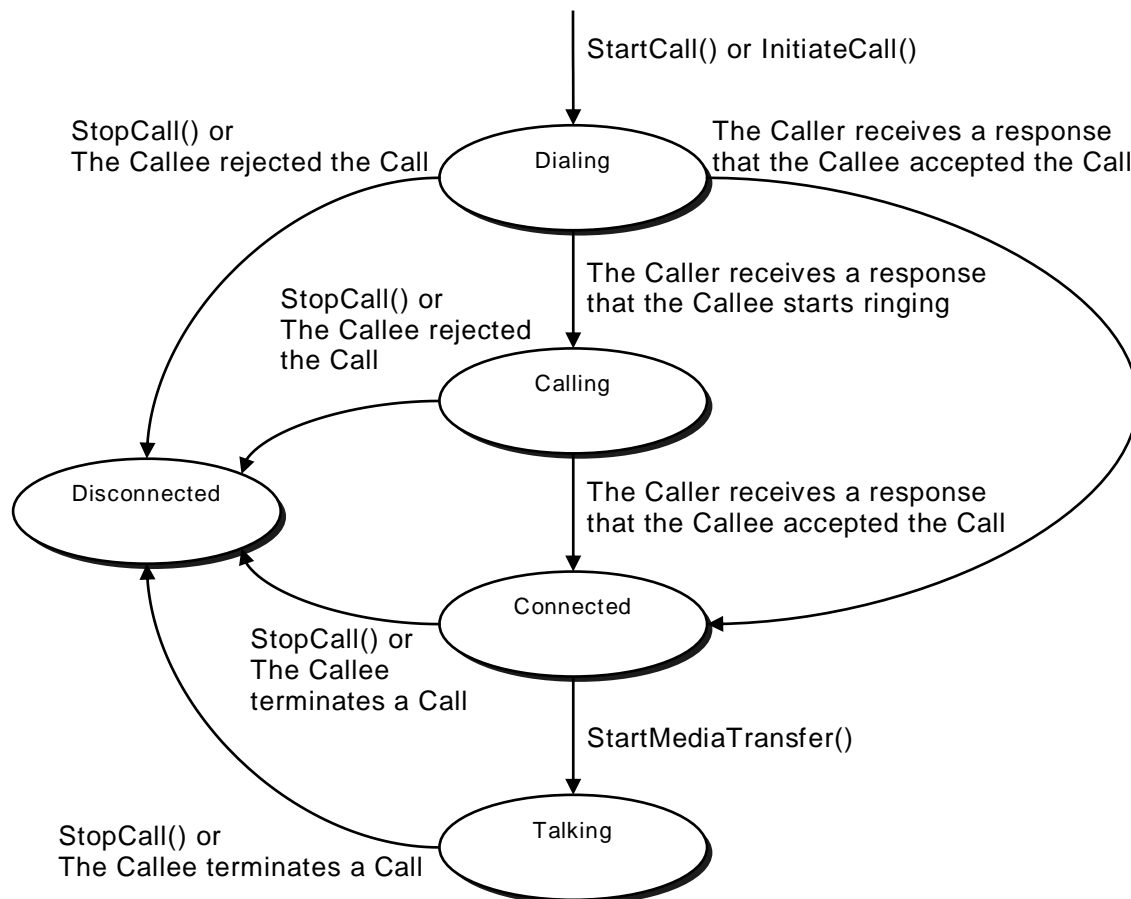 StartCall() or InitiateCall()
StopCall() or
The Callee rejected the Call
The Caller receives a response
that the Callee accepted the Call
Dialing
The Caller receives a response
that the Callee starts ringing
StopCall() or
The Callee rejected
the Call
Calling
Disconnected
The Caller receives a response
that the Callee accepted the Call
Connected
StopCall() or
The Callee
terminates a Call
StartMediaTransfer()
Talking
StopCall() or
The Callee terminates a Call